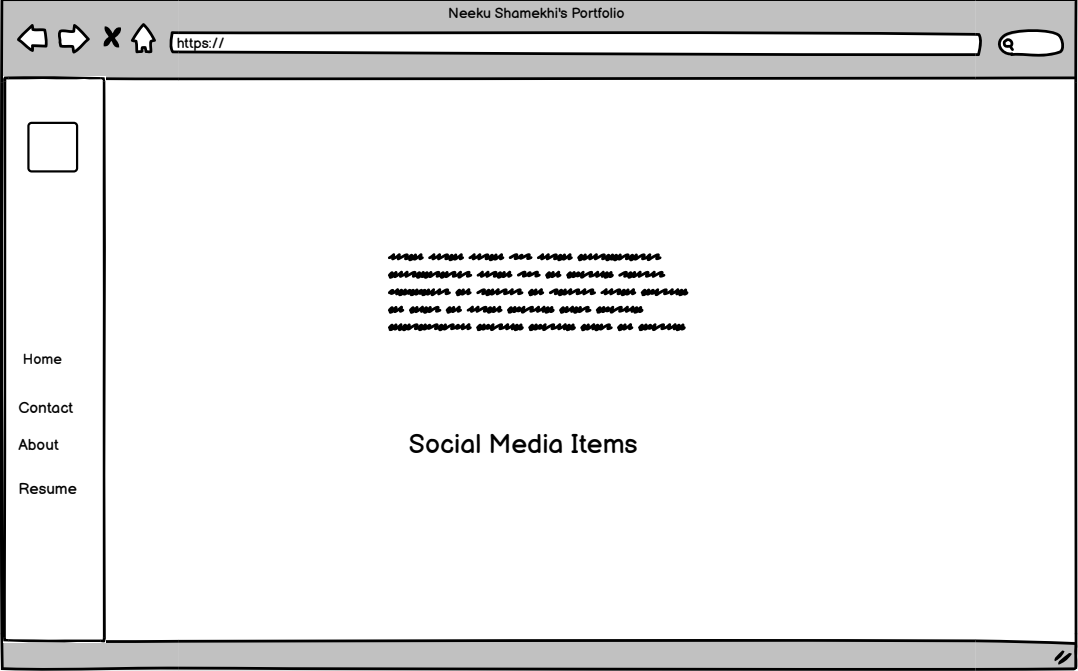 Neeku Shamekhi's Portfolio
https://
Home
Contact
About
Resume
Social Media Items